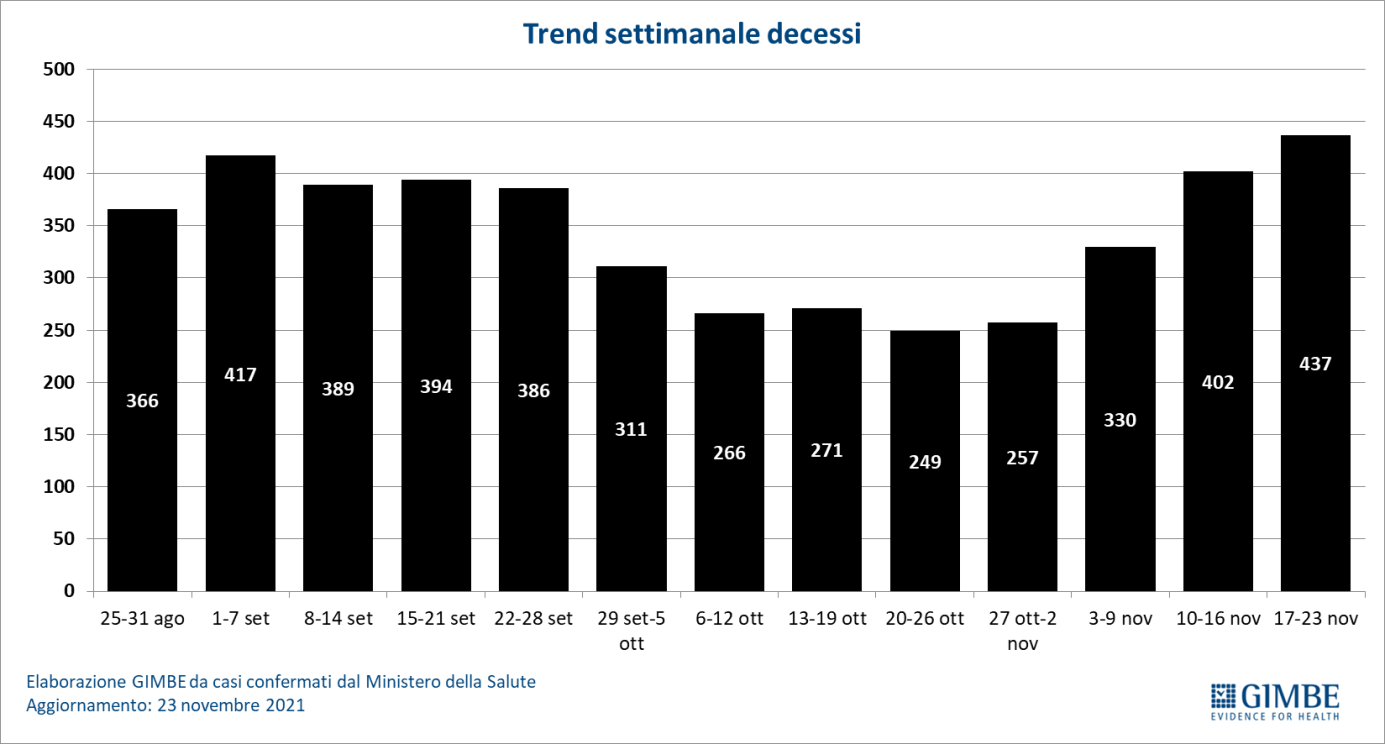 Trend settimanale decessi
500
450
400
350
300
250
200
150
100
50
0
366
417
389
394
386
311
266
271
249
257
330
402
437
25-31 ago
1-7 set
8-14 set
15-21 set
22-28 set
29 set-5
ott
6-12 ott
13-19 ott
20-26 ott
27 ott-2
nov
3-9 nov
10-16 nov
17-23 nov
Elaborazione GIMBE da casi confermati dal Ministero della Salute
Aggiornamento: 23 novembre 2021
GIMBE
EVIDENCE FOR HEALTH